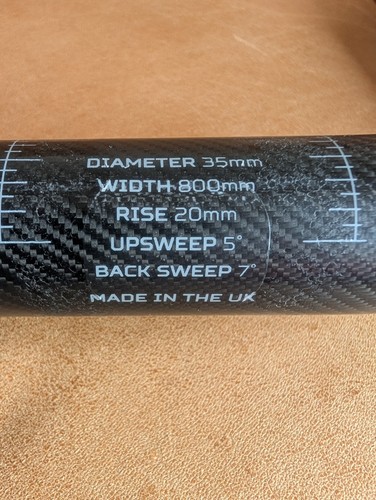 DIAMETER 35mm
WIDTH 800mm
RISE 20mm
UPSWEEP 5°
BACK SWEEP 7°
MADE IN THE UK